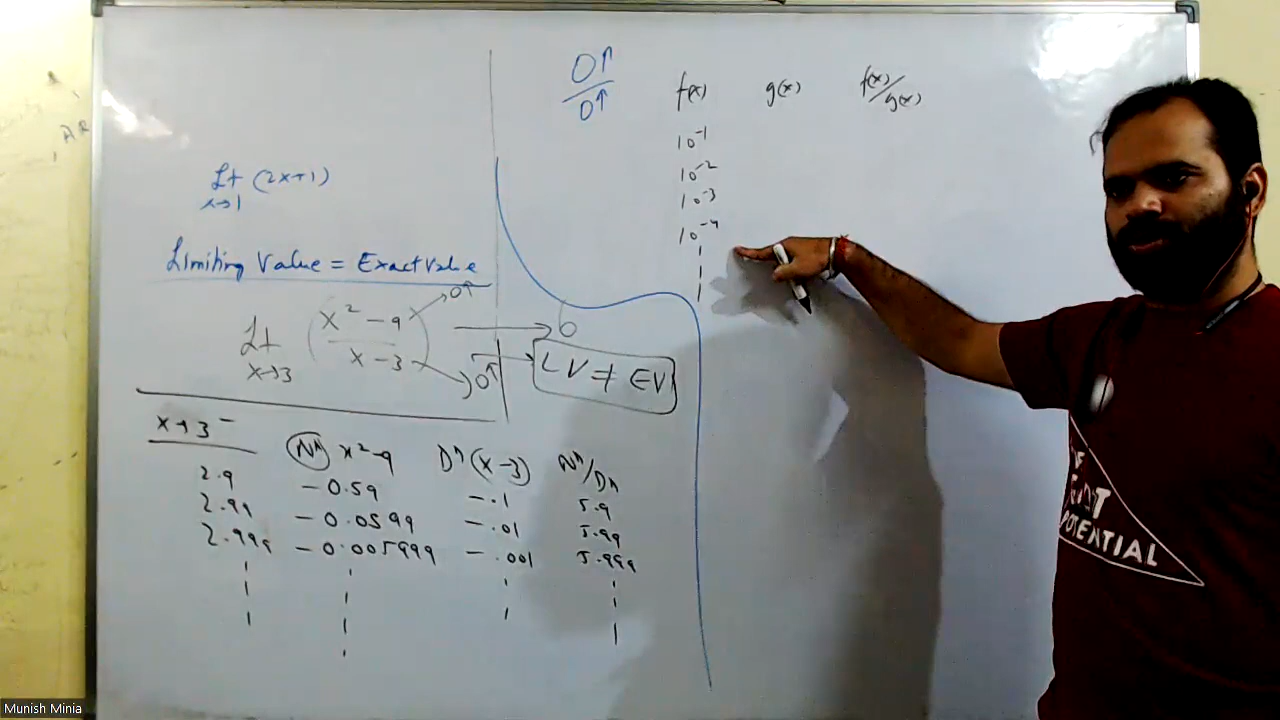 Lt (2x+1)
x→1
Limiting Value = Exact Value
Lt (x²-9 / x-3) → 6
x→3
0↑
0↑
LV ≠ EV
x→3⁻
Nʳ x²-9 Dʳ (x-3) Nʳ/Dʳ
2.9 -0.59 -.1 5.9
2.99 -0.0599 -.01 5.99
2.999 -0.005999 -.001 5.999
0↑/0↑
f(x) g(x) f(x)/g(x)
10⁻¹
10⁻²
10⁻³
10⁻⁴
POTENTIAL
Munish Minia